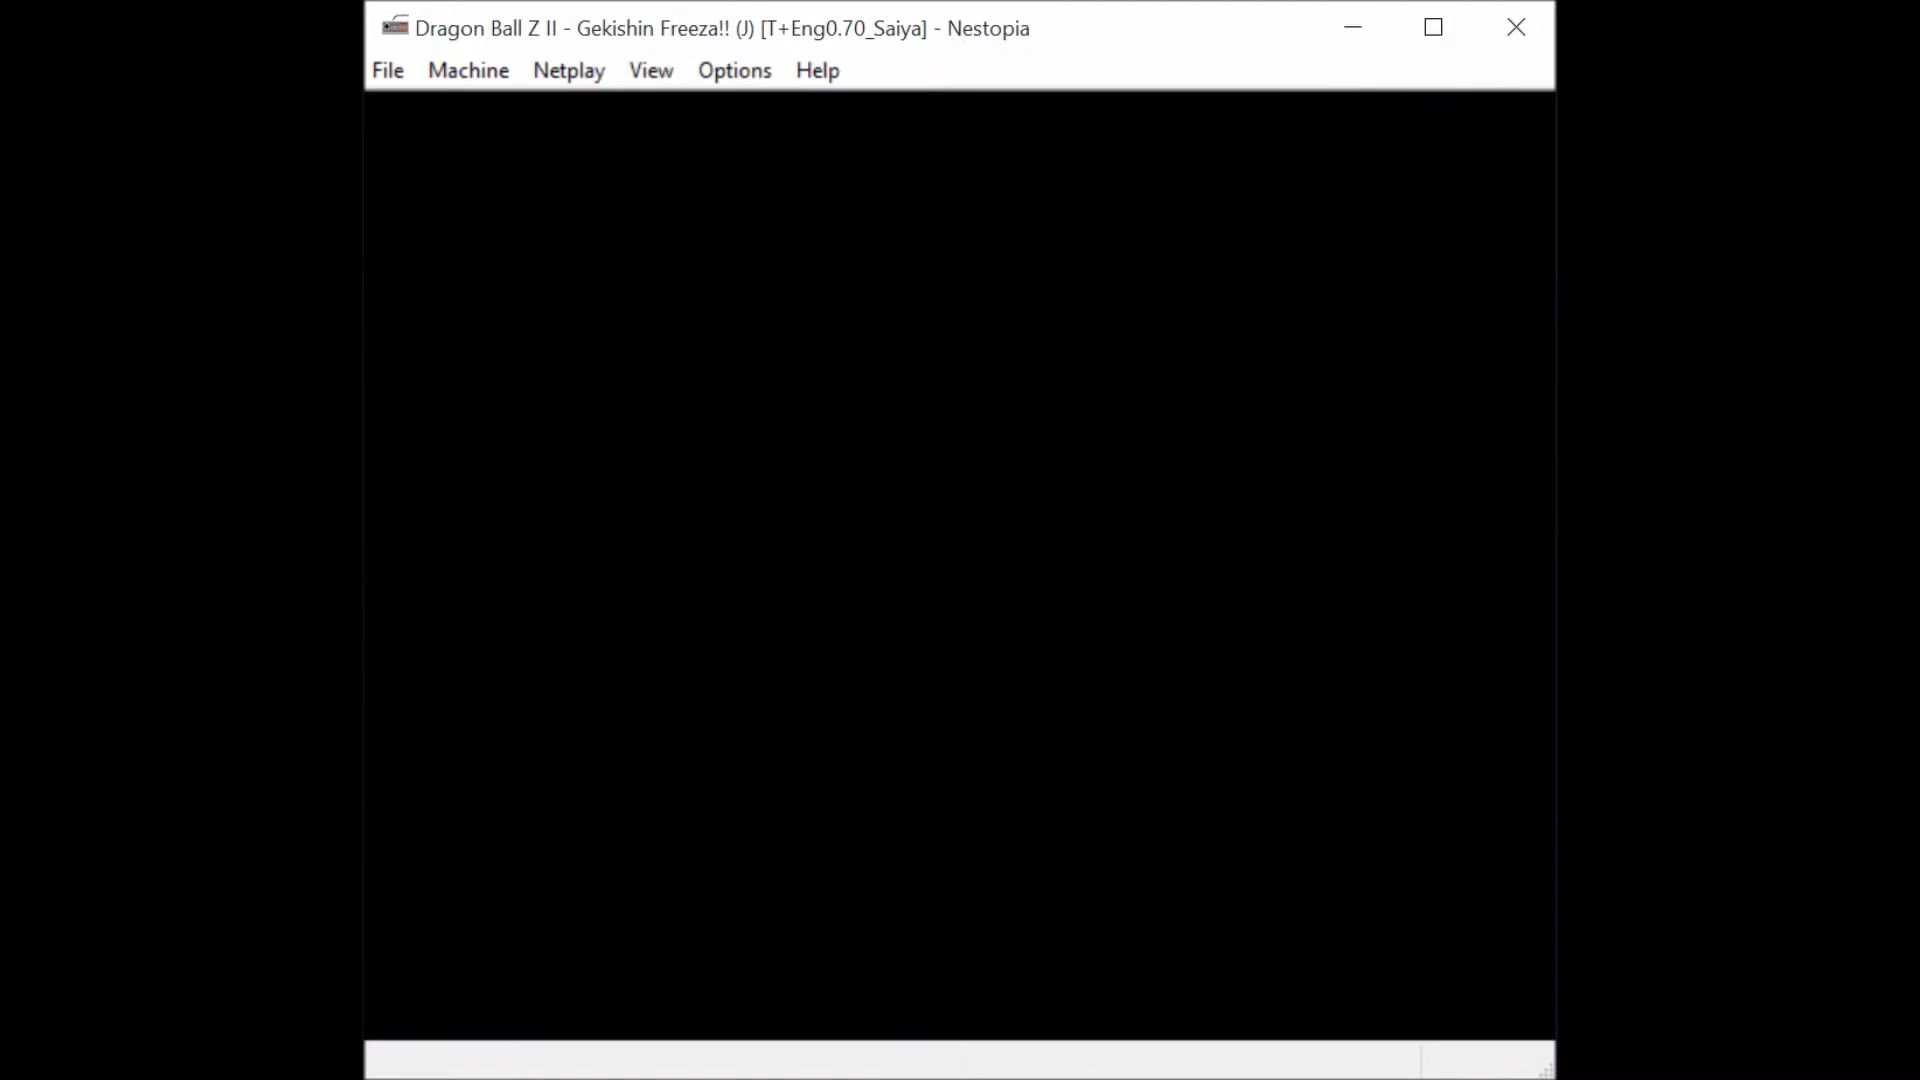 Dragon Ball Z II - Gekishin Freeza!! (J) [T+Eng0.70_Saiya] - Nestopia
File Machine Netplay View Options Help